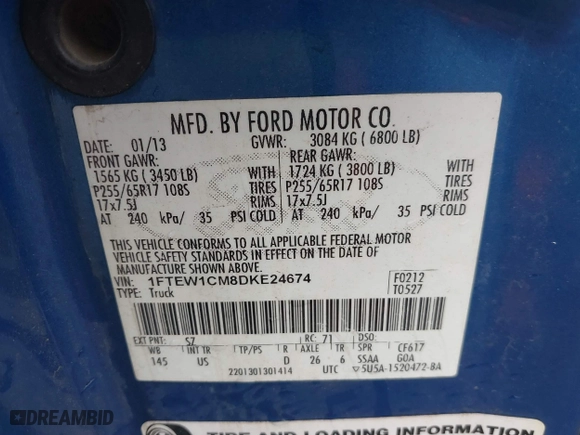 MFD. BY FORD MOTOR CO.
DATE: 01/13 GVWR: 3084 KG ( 6800 LB)
FRONT GAWR: REAR GAWR:
1565 KG ( 3450 LB) WITH 1724 KG ( 3800 LB)
P255/65R17 108S TIRES P255/65R17 108S
17x7.5J RIMS 17x7.5J
AT 240 kPa/ 35 PSI COLD AT 240 kPa/ 35 PSI COLD
WITH
TIRES
RIMS
THIS VEHICLE CONFORMS TO ALL APPLICABLE FEDERAL MOTOR
VEHICLE SAFETY STANDARDS IN EFFECT ON THE DATE OF
MANUFACTURE SHOWN ABOVE.
VIN: 1FTEW1CM8DKE24674 F0212
TYPE: Truck T0527
EXT PNT: SZ RC: 71 DSO:
WB INT TR TP/PS R AXLE TR SPR CF617
145 US D 26 6 SSAA G0A
2201301301414 UTC ▽5U5A-1520472-BA
TIRE AND LOADING INFORMATION
DREAMBID